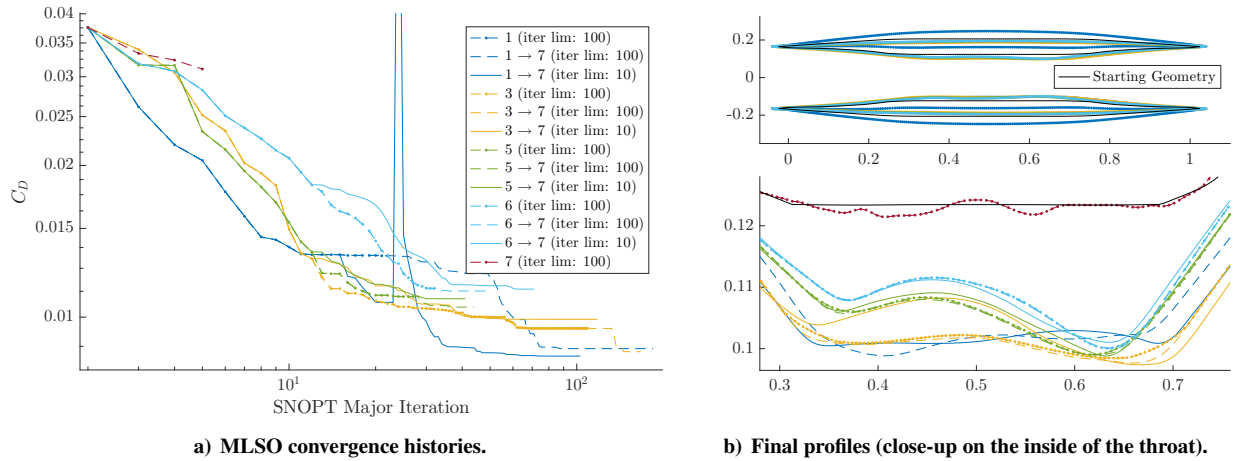 0.04
0.035
0.03
0.025
0.02
0.015
0.01
C_D
10^1
10^2
SNOPT Major Iteration
1 (iter lim: 100)
1 → 7 (iter lim: 100)
1 → 7 (iter lim: 10)
3 (iter lim: 100)
3 → 7 (iter lim: 100)
3 → 7 (iter lim: 10)
5 (iter lim: 100)
5 → 7 (iter lim: 100)
5 → 7 (iter lim: 10)
6 (iter lim: 100)
6 → 7 (iter lim: 100)
6 → 7 (iter lim: 10)
7 (iter lim: 100)
a) MLSO convergence histories.
0.2
0
-0.2
Starting Geometry
0 0.2 0.4 0.6 0.8 1
0.12
0.11
0.1
0.3 0.4 0.5 0.6 0.7
b) Final profiles (close-up on the inside of the throat).